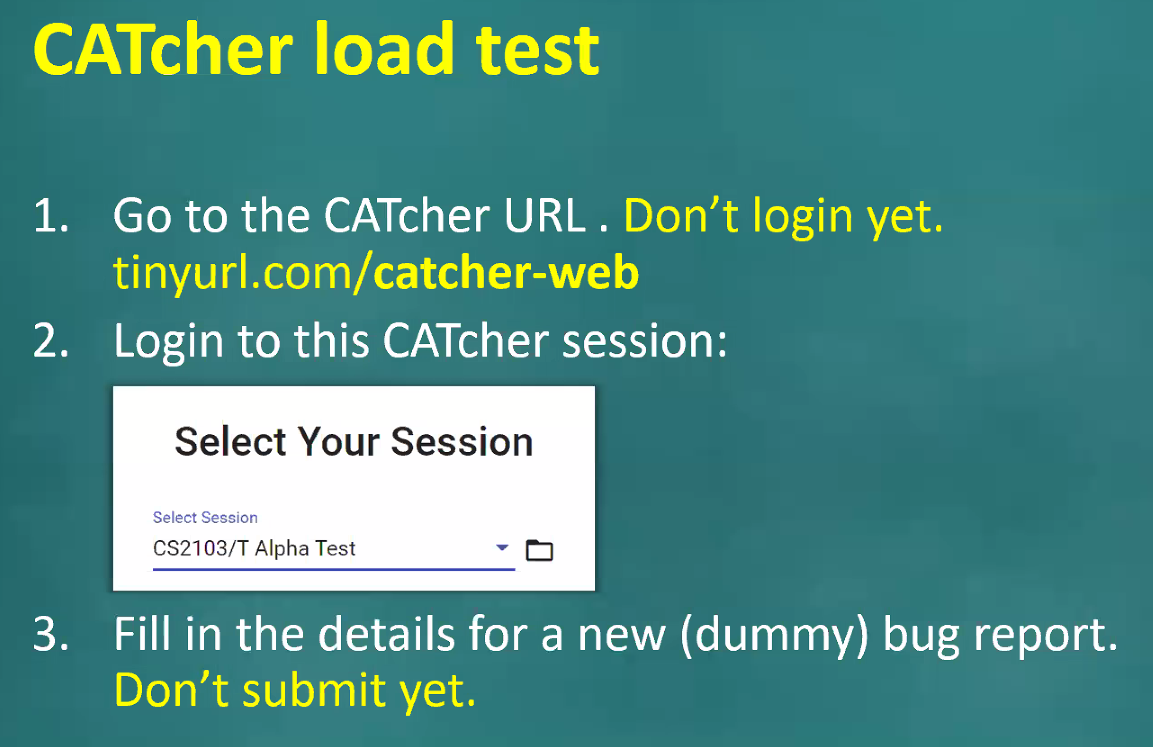 CATcher load test
1. Go to the CATcher URL . Don't login yet.
tinyurl.com/catcher-web
2. Login to this CATcher session:
Select Your Session
Select Session
CS2103/T Alpha Test
3. Fill in the details for a new (dummy) bug report.
Don't submit yet.